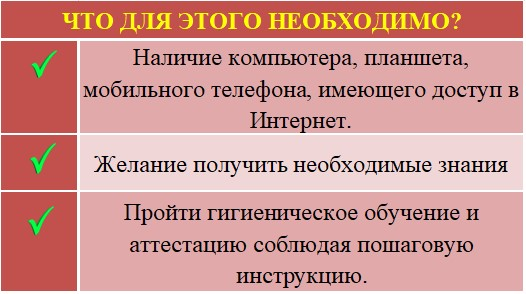 ЧТО ДЛЯ ЭТОГО НЕОБХОДИМО?
Наличие компьютера, планшета,
мобильного телефона, имеющего доступ в
Интернет.
Желание получить необходимые знания
Пройти гигиеническое обучение и
аттестацию соблюдая пошаговую
инструкцию.